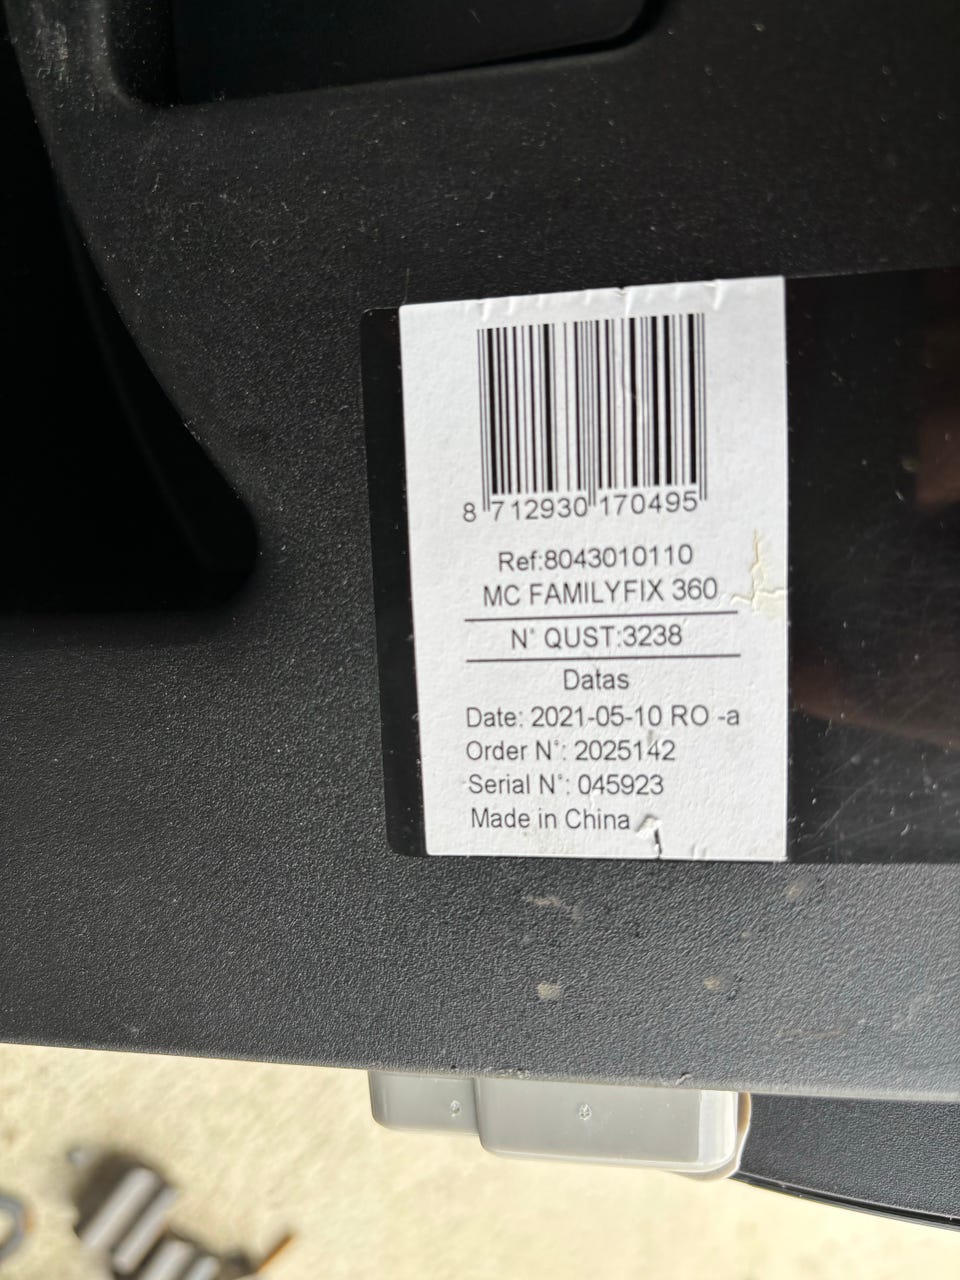 8 712930 170495
Ref:8043010110
MC FAMILYFIX 360
N° QUST:3238
Datas
Date: 2021-05-10 RO -a
Order N°: 2025142
Serial N°: 045923
Made in China